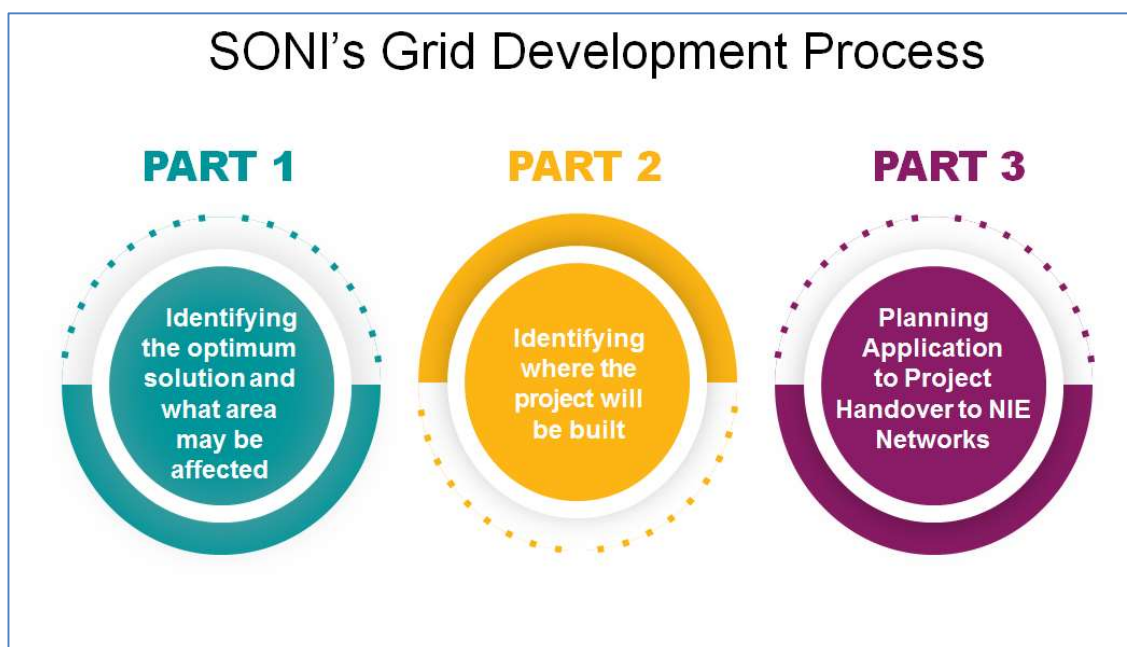 SONI's Grid Development Process
PART 1
Identifying
the optimum
solution and
what area
may be
affected
PART 2
Identifying
where the
project will
be built
PART 3
Planning
Application
to Project
Handover to NIE
Networks